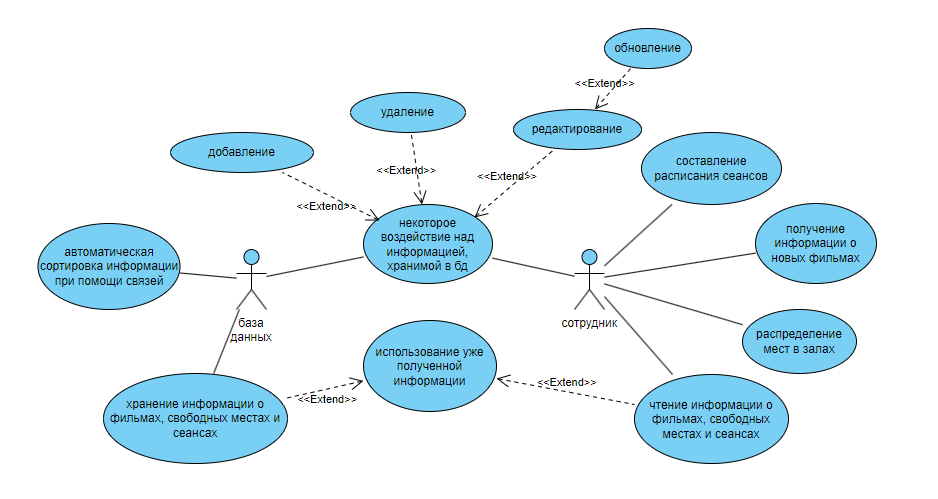 обновление
<<Extend>>
удаление
редактирование
добавление
<<Extend>>
<<Extend>>
<<Extend>>
составление
расписания сеансов
некоторое
воздействие над
информацией,
хранимой в бд
получение
информации о
новых фильмах
автоматическая
сортировка информации
при помощи связей
база
данных
сотрудник
распределение
мест в залах
использование уже
полученной
информации
<<Extend>>
<<Extend>>
хранение информации о
фильмах, свободных местах и
сеансах
чтение информации о
фильмах, свободных
местах и сеансах